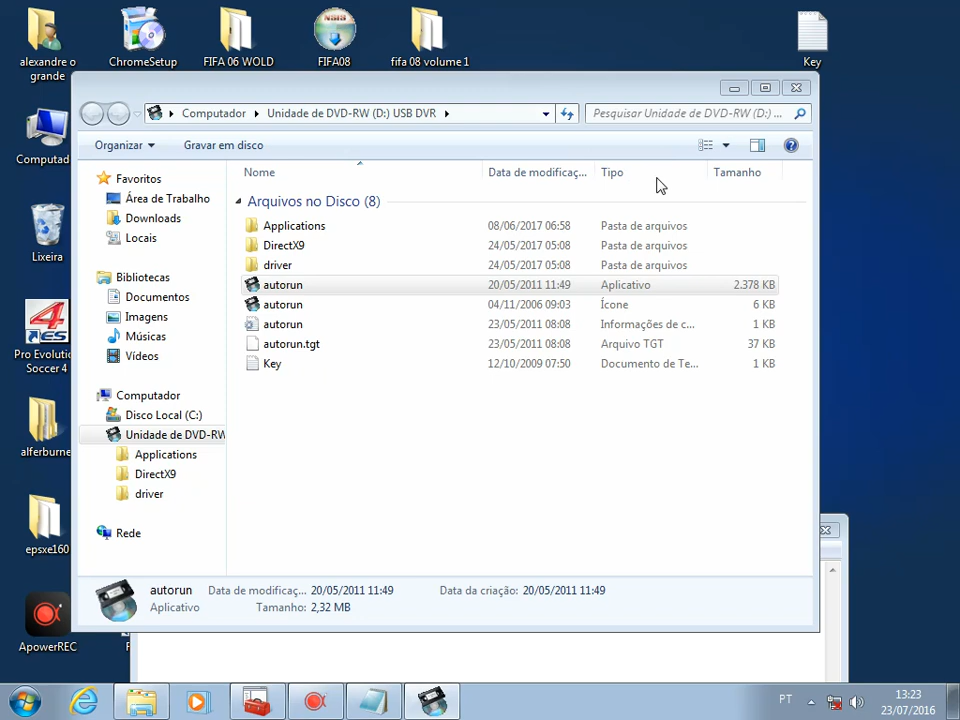 alexandre o
grande
ChromeSetup
FIFA 06 WOLD
FIFA08
fifa 08 volume 1
Key
Computad
Lixeira
Pro Evolutio
Soccer 4
alferburne
epsxe160
ApowerREC
Computador
Unidade de DVD-RW (D:) USB DVR
Pesquisar Unidade de DVD-RW (D:) ...
Organizar
Gravar em disco
Nome
Data de modificaç...
Tipo
Tamanho
Favoritos
Área de Trabalho
Downloads
Locais
Bibliotecas
Documentos
Imagens
Músicas
Vídeos
Computador
Disco Local (C:)
Unidade de DVD-RW
Applications
DirectX9
driver
Rede
Arquivos no Disco (8)
Applications 08/06/2017 06:58 Pasta de arquivos
DirectX9 24/05/2017 05:08 Pasta de arquivos
driver 24/05/2017 05:08 Pasta de arquivos
autorun 20/05/2011 11:49 Aplicativo 2.378 KB
autorun 04/11/2006 09:03 Ícone 6 KB
autorun 23/05/2011 08:08 Informações de c... 1 KB
autorun.tgt 23/05/2011 08:08 Arquivo TGT 37 KB
Key 12/10/2009 07:50 Documento de Te... 1 KB
autorun Data de modificaç... 20/05/2011 11:49 Data da criação: 20/05/2011 11:49
Aplicativo Tamanho: 2,32 MB
PT
13:23
23/07/2016